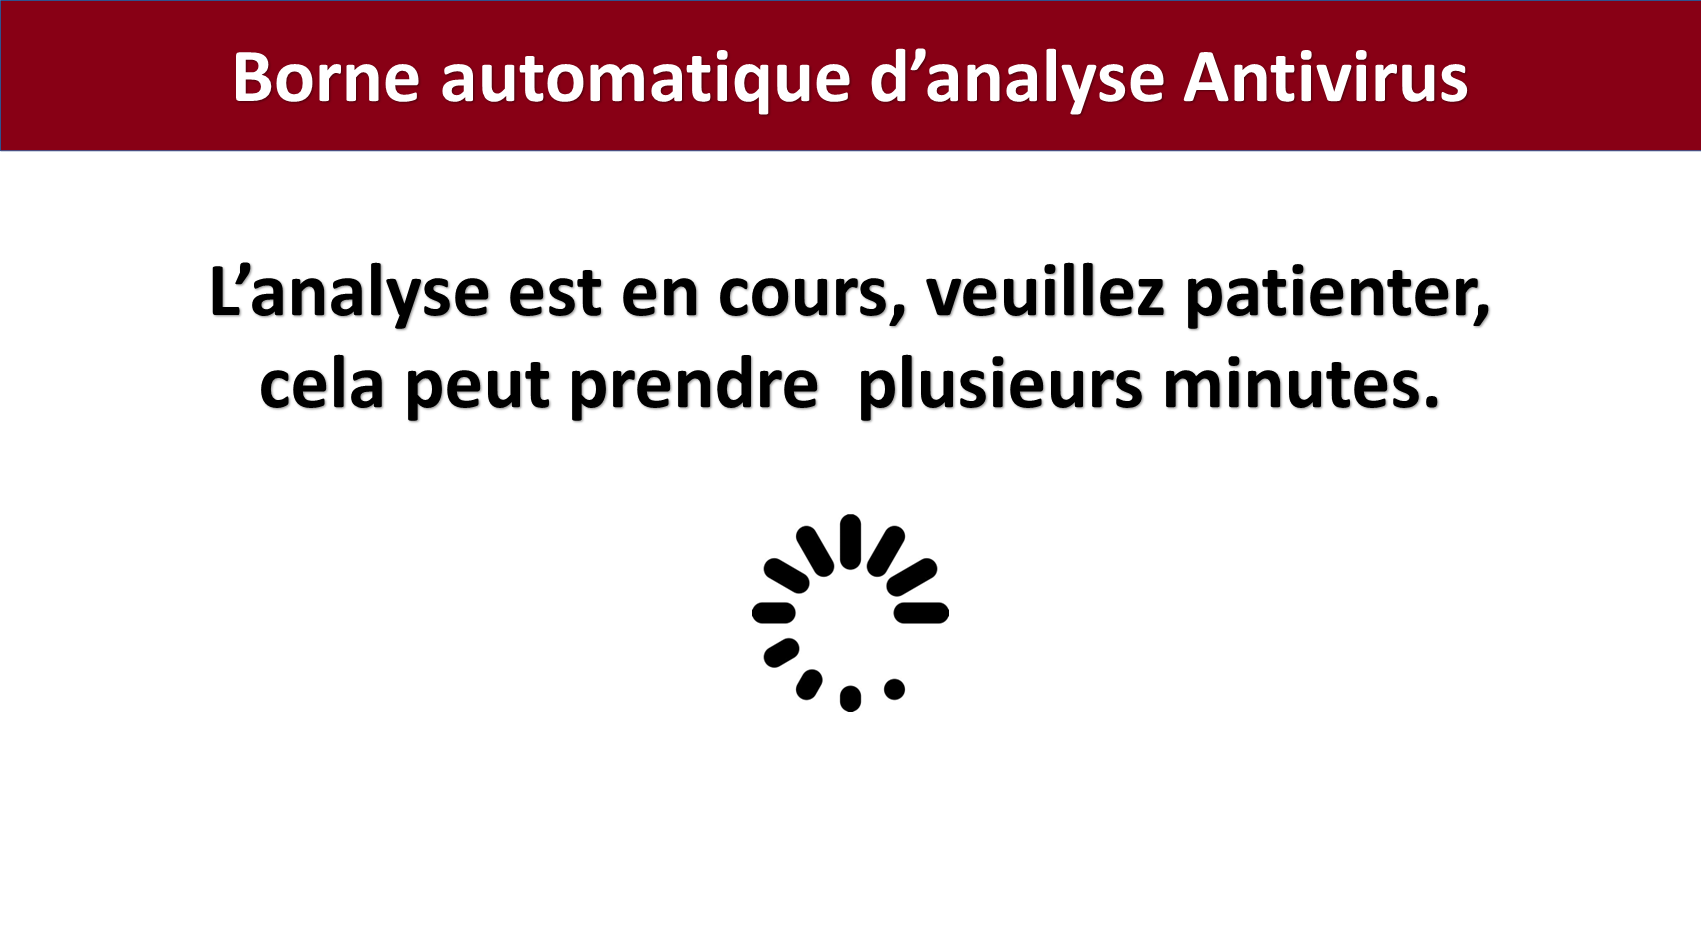 Borne automatique d’analyse Antivirus
L’analyse est en cours, veuillez patienter,
cela peut prendre  plusieurs minutes.